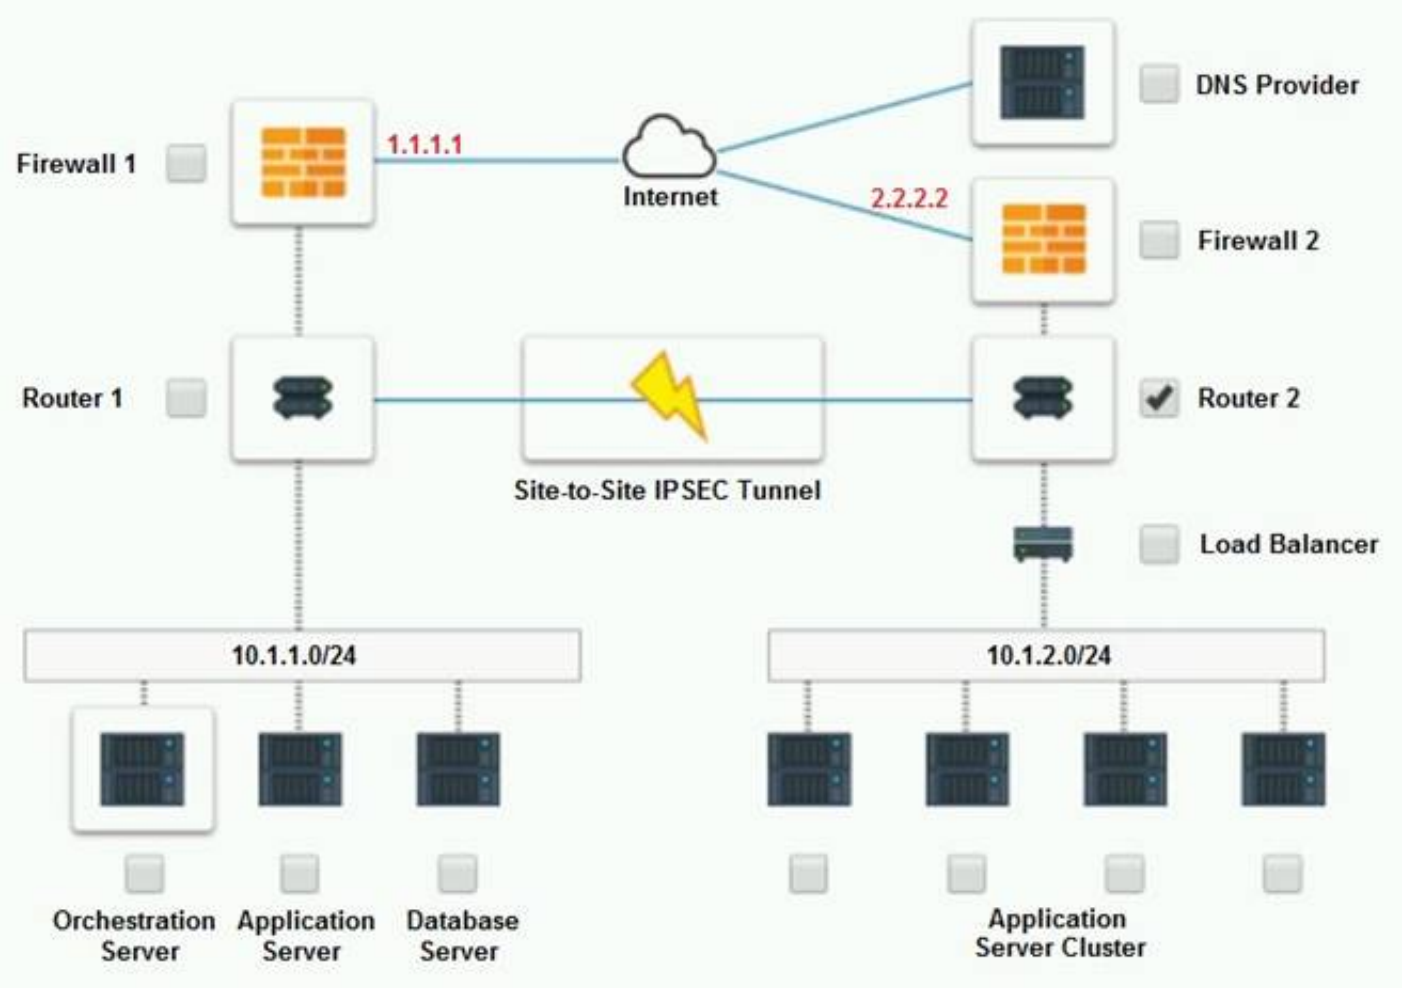 DNS Provider
Firewall 1
1.1.1.1
Internet
2.2.2.2
Firewall 2
Router 1
Router 2
Site-to-Site IPSEC Tunnel
Load Balancer
10.1.1.0/24
10.1.2.0/24
Orchestration
Server
Application
Server
Database
Server
Application
Server Cluster